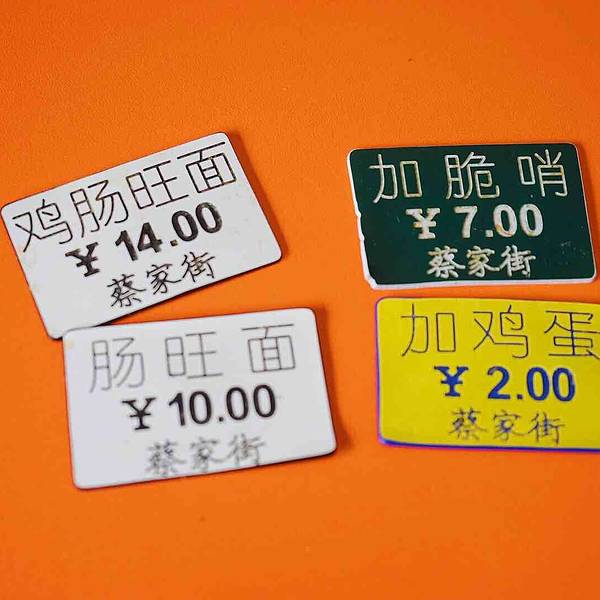 鸡肠旺面
¥ 14.00
蔡家街
加脆哨
¥ 7.00
蔡家街
肠旺面
¥ 10.00
蔡家街
加鸡蛋
¥ 2.00
蔡家街